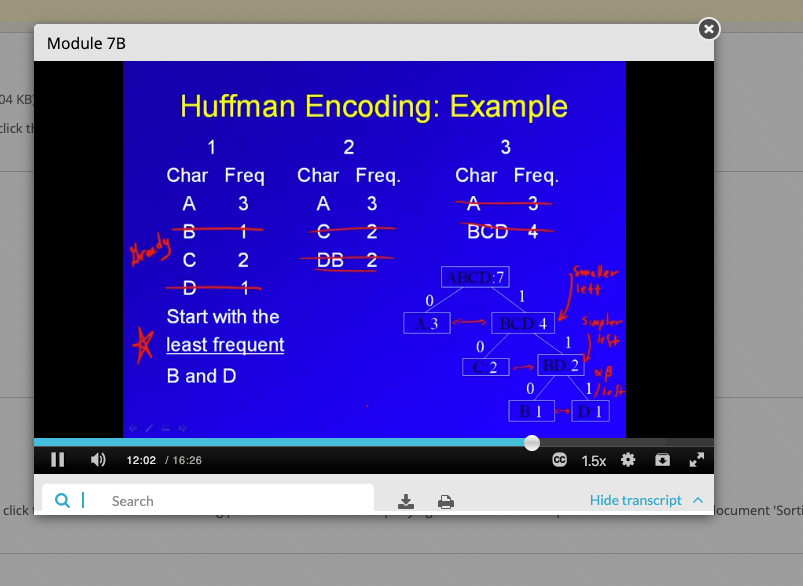 Module 7B
04 KB)
click th
Huffman Encoding: Example
1 2 3
Char Freq Char Freq. Char Freq.
A 3 A 3 A 3
B 1 C 2 BCD 4
Greedy
C 2 DB 2
D 1
ABCD:7
Smaller
left
0 1
Start with the
A 3 BCD 4
Simpler
left
least frequent
0 1
B and D
C 2 BD 2
αβ
/left
0 1
B 1 D 1
12:02 / 16:26
CC
1.5x
Search
Hide transcript
click
document 'Sorti